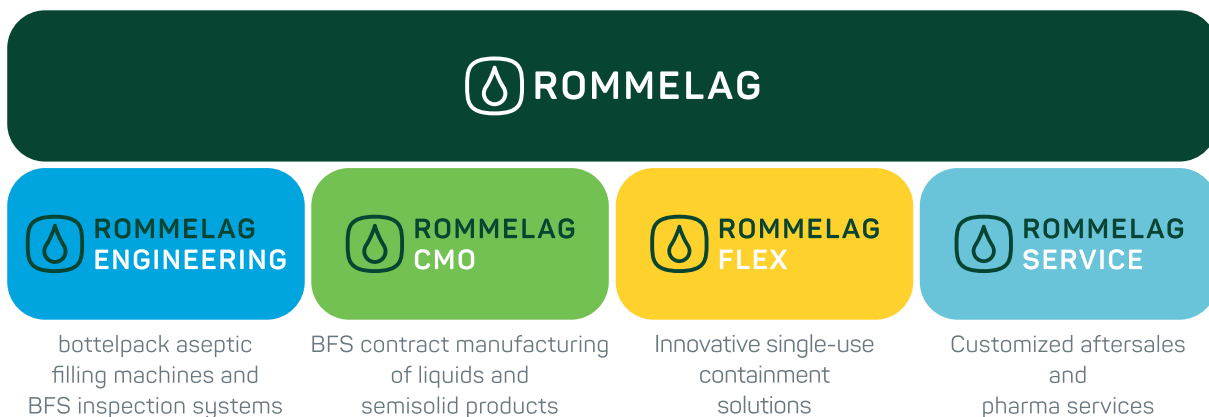 ROMMELAG
ROMMELAG
ENGINEERING
bottelpack aseptic
filling machines and
BFS inspection systems
ROMMELAG
CMO
BFS contract manufacturing
of liquids and
semisolid products
ROMMELAG
FLEX
Innovative single-use
containment
solutions
ROMMELAG
SERVICE
Customized aftersales
and
pharma services